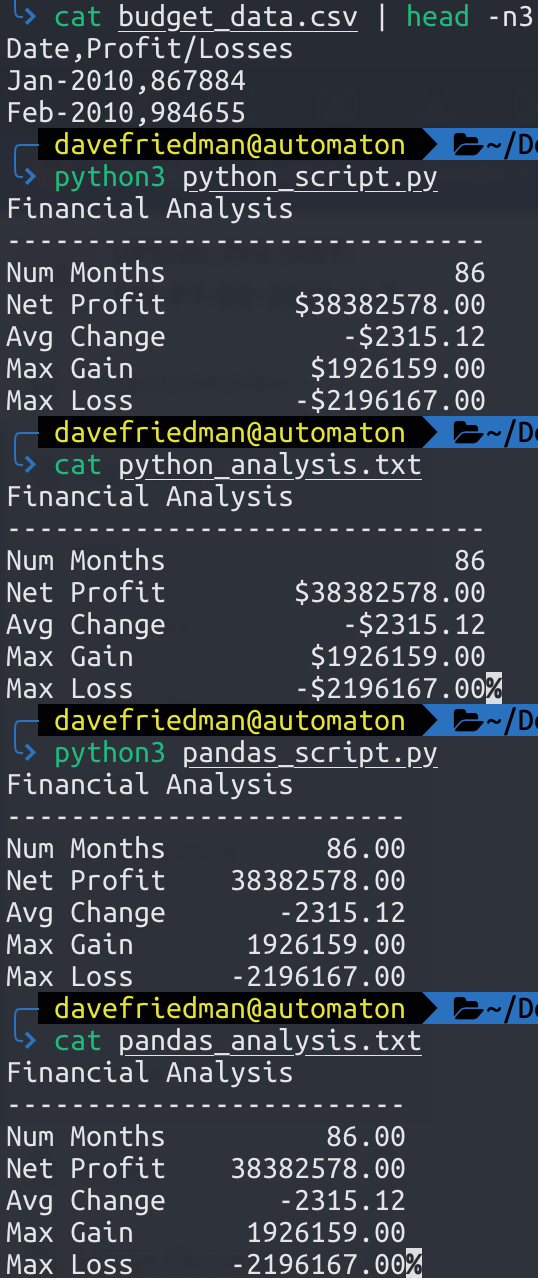 cat budget_data.csv | head -n3
Date,Profit/Losses
Jan-2010,867884
Feb-2010,984655
davefriedman@automaton ~/D
python3 python_script.py
Financial Analysis
------------------------------
Num Months                  86
Net Profit        $38382578.00
Avg Change           -$2315.12
Max Gain           $1926159.00
Max Loss          -$2196167.00
davefriedman@automaton ~/D
cat python_analysis.txt
Financial Analysis
------------------------------
Num Months                  86
Net Profit        $38382578.00
Avg Change           -$2315.12
Max Gain           $1926159.00
Max Loss          -$2196167.00%
davefriedman@automaton ~/D
python3 pandas_script.py
Financial Analysis
-------------------------
Num Months          86.00
Net Profit    38382578.00
Avg Change       -2315.12
Max Gain       1926159.00
Max Loss      -2196167.00
davefriedman@automaton ~/D
cat pandas_analysis.txt
Financial Analysis
-------------------------
Num Months          86.00
Net Profit    38382578.00
Avg Change       -2315.12
Max Gain       1926159.00
Max Loss      -2196167.00%